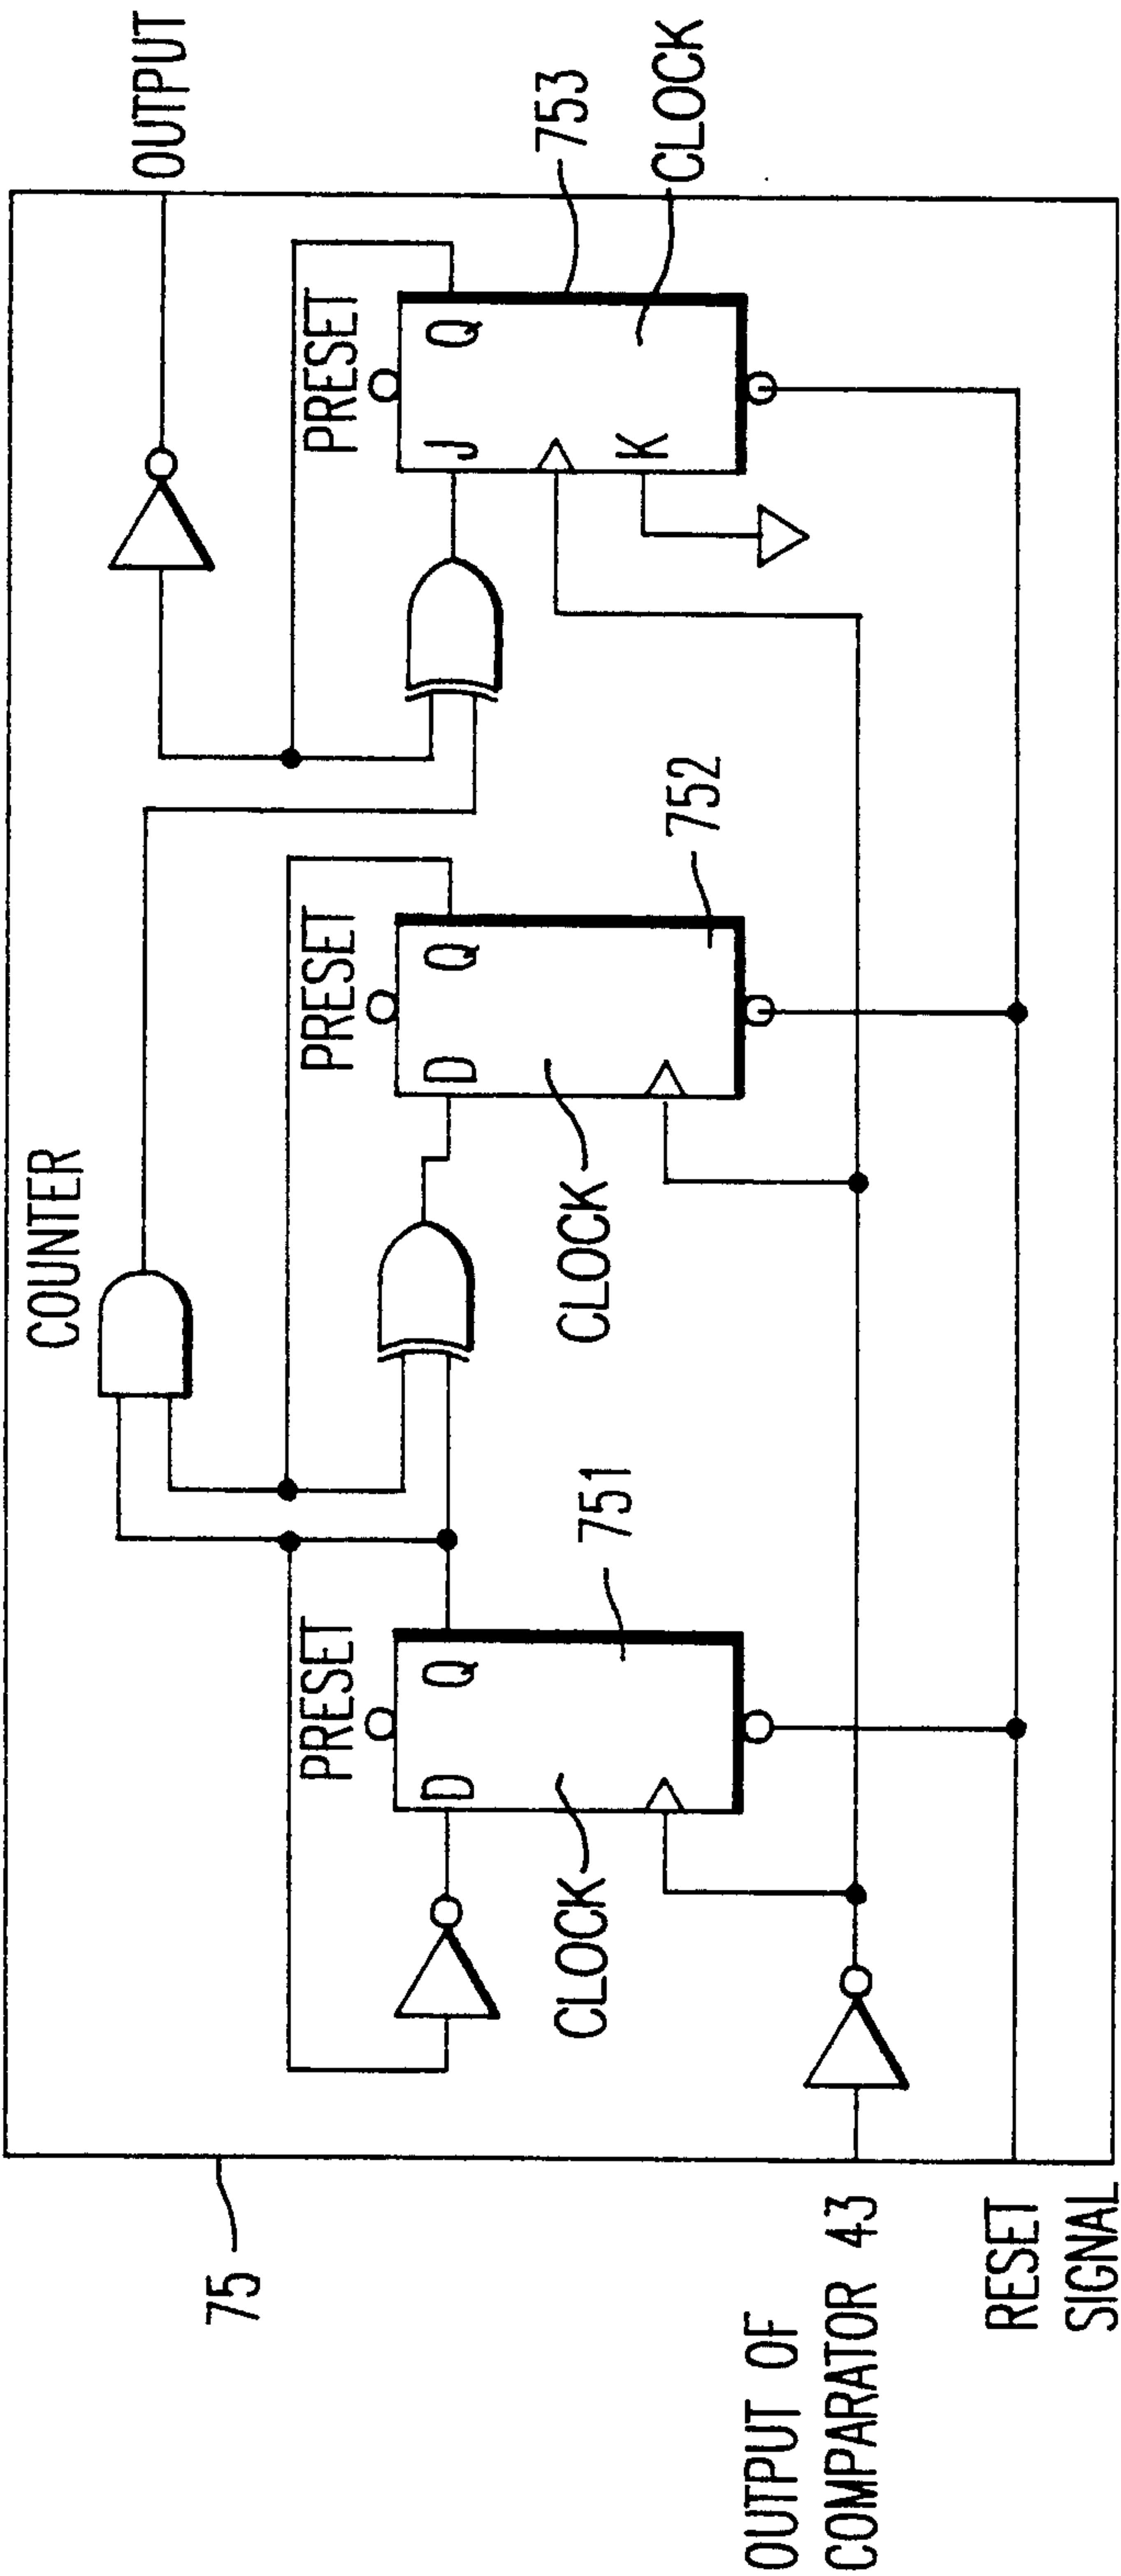 75
COUNTER
OUTPUT
PRESET
PRESET
PRESET
D
Q
751
CLOCK
D
Q
752
CLOCK
J
Q
K
753
CLOCK
OUTPUT OF
COMPARATOR 43
RESET
SIGNAL